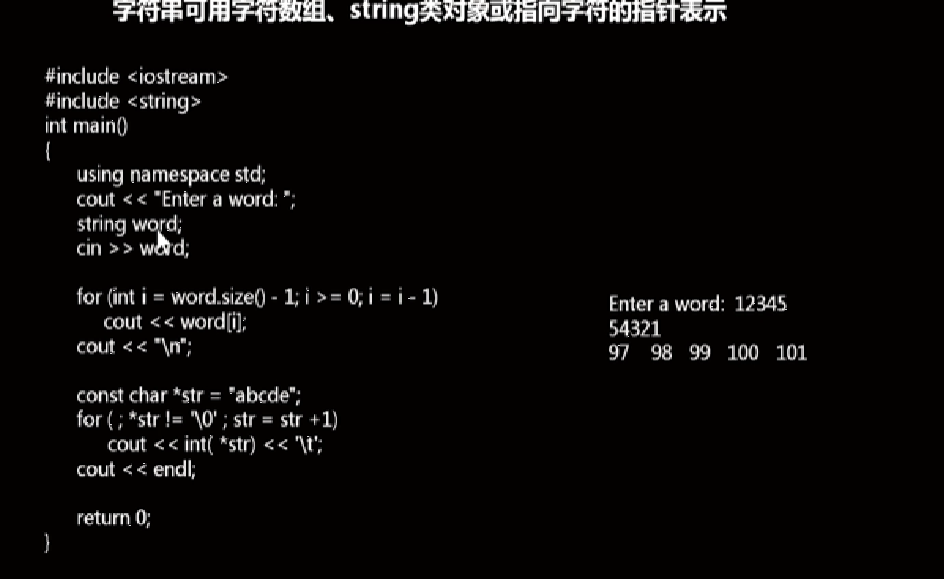 字符串可用字符数组、string类对象或指向字符的指针表示
#include <iostream>
#include <string>
int main()
{
using namespace std;
cout << "Enter a word: ";
string word;
cin >> word;
for (int i = word.size() - 1; i >= 0; i = i - 1)
cout << word[i];
cout << "\n";
const char *str = "abcde";
for ( ; *str != '\0' ; str = str +1)
cout << int( *str) << '\t';
cout << endl;
return 0;
}
Enter a word: 12345
54321
97 98 99 100 101